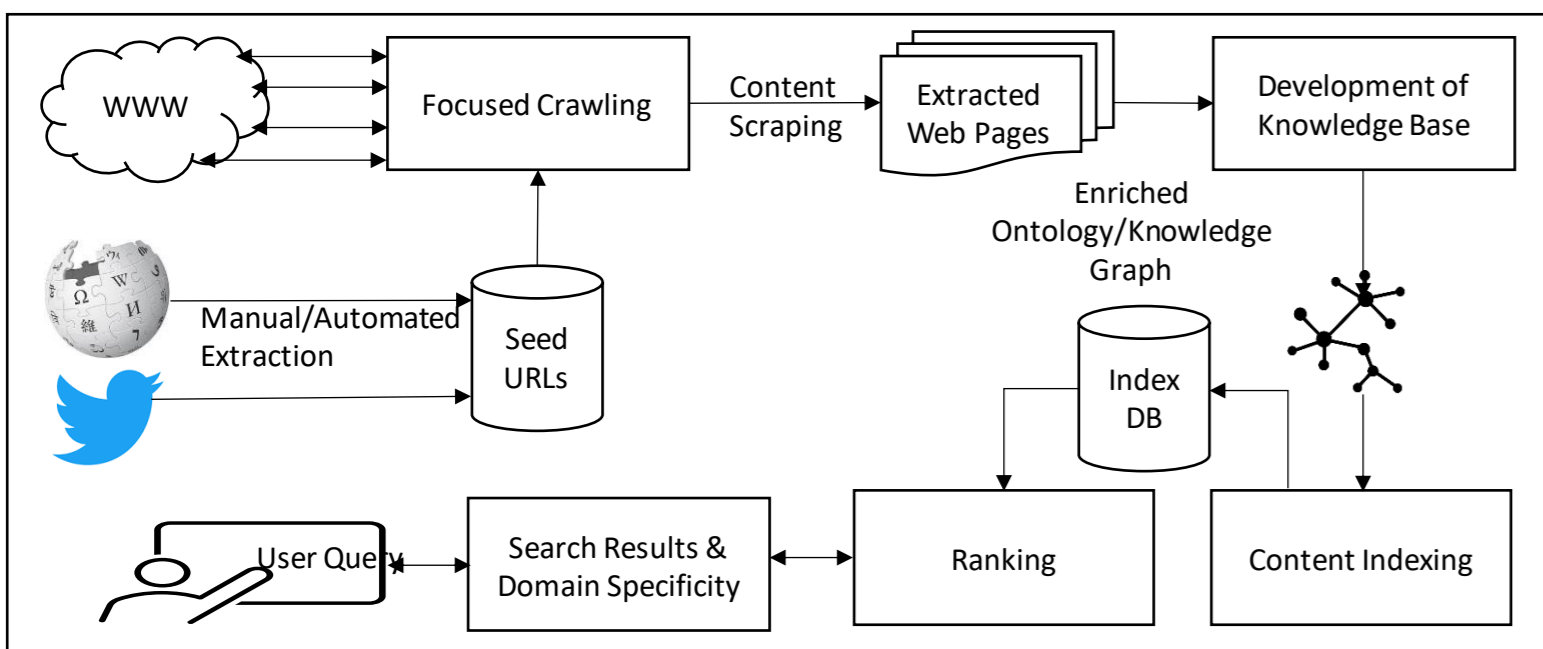 WWW
Focused Crawling
Content
Scraping
Extracted
Web Pages
Development of
Knowledge Base
Enriched
Ontology/Knowledge
Graph
Manual/Automated
Extraction
Seed
URLs
Index
DB
User Query
Search Results &
Domain Specificity
Ranking
Content Indexing